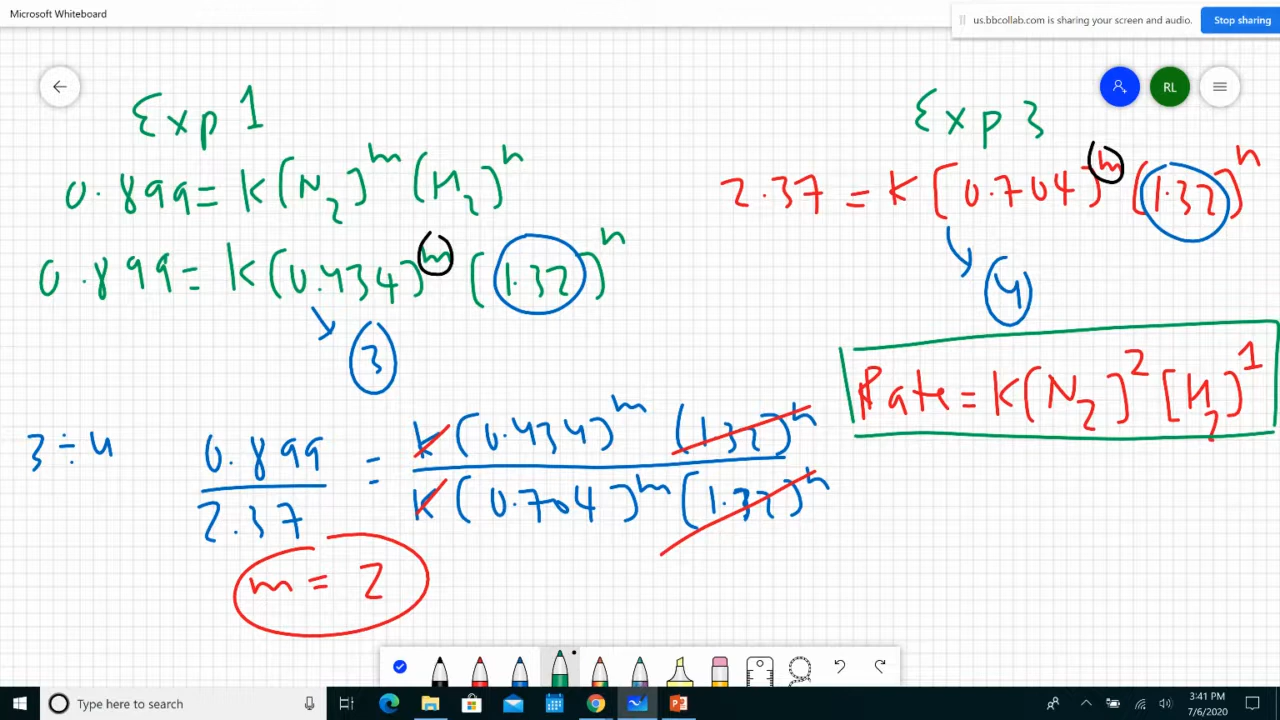 Microsoft Whiteboard
us.bbcollab.com is sharing your screen and audio.
Stop sharing
RL
Exp 1
0.899 = K(N₂)ᵐ (H₂)ⁿ
0.899 = K(0.434)ᵐ (1.32)ⁿ
3
Exp 3
2.37 = K[0.704)ᵐ (1.32)ⁿ
4
Rate = K(N₂)² [H₂)¹
3 ÷ 4
0.899 = K(0.434)ᵐ (1.32)ⁿ
2.37 K(0.704)ᵐ (1.32)ⁿ
m = 2
Type here to search
3:41 PM
7/6/2020